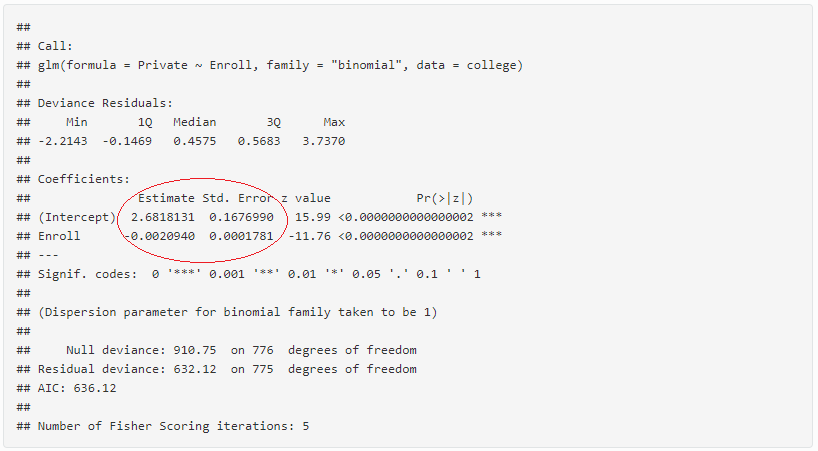 ##
## Call:
## glm(formula = Private ~ Enroll, family = "binomial", data = college)
##
## Deviance Residuals:
##     Min       1Q   Median       3Q      Max
## -2.2143  -0.1469   0.4575   0.5683   3.7370
##
## Coefficients:
##               Estimate Std. Error z value            Pr(>|z|)
## (Intercept)  2.6818131  0.1676990   15.99 <0.0000000000000002 ***
## Enroll      -0.0020940  0.0001781  -11.76 <0.0000000000000002 ***
## ---
## Signif. codes:  0 '***' 0.001 '**' 0.01 '*' 0.05 '.' 0.1 ' ' 1
##
## (Dispersion parameter for binomial family taken to be 1)
##
##     Null deviance: 910.75  on 776  degrees of freedom
## Residual deviance: 632.12  on 775  degrees of freedom
## AIC: 636.12
##
## Number of Fisher Scoring iterations: 5